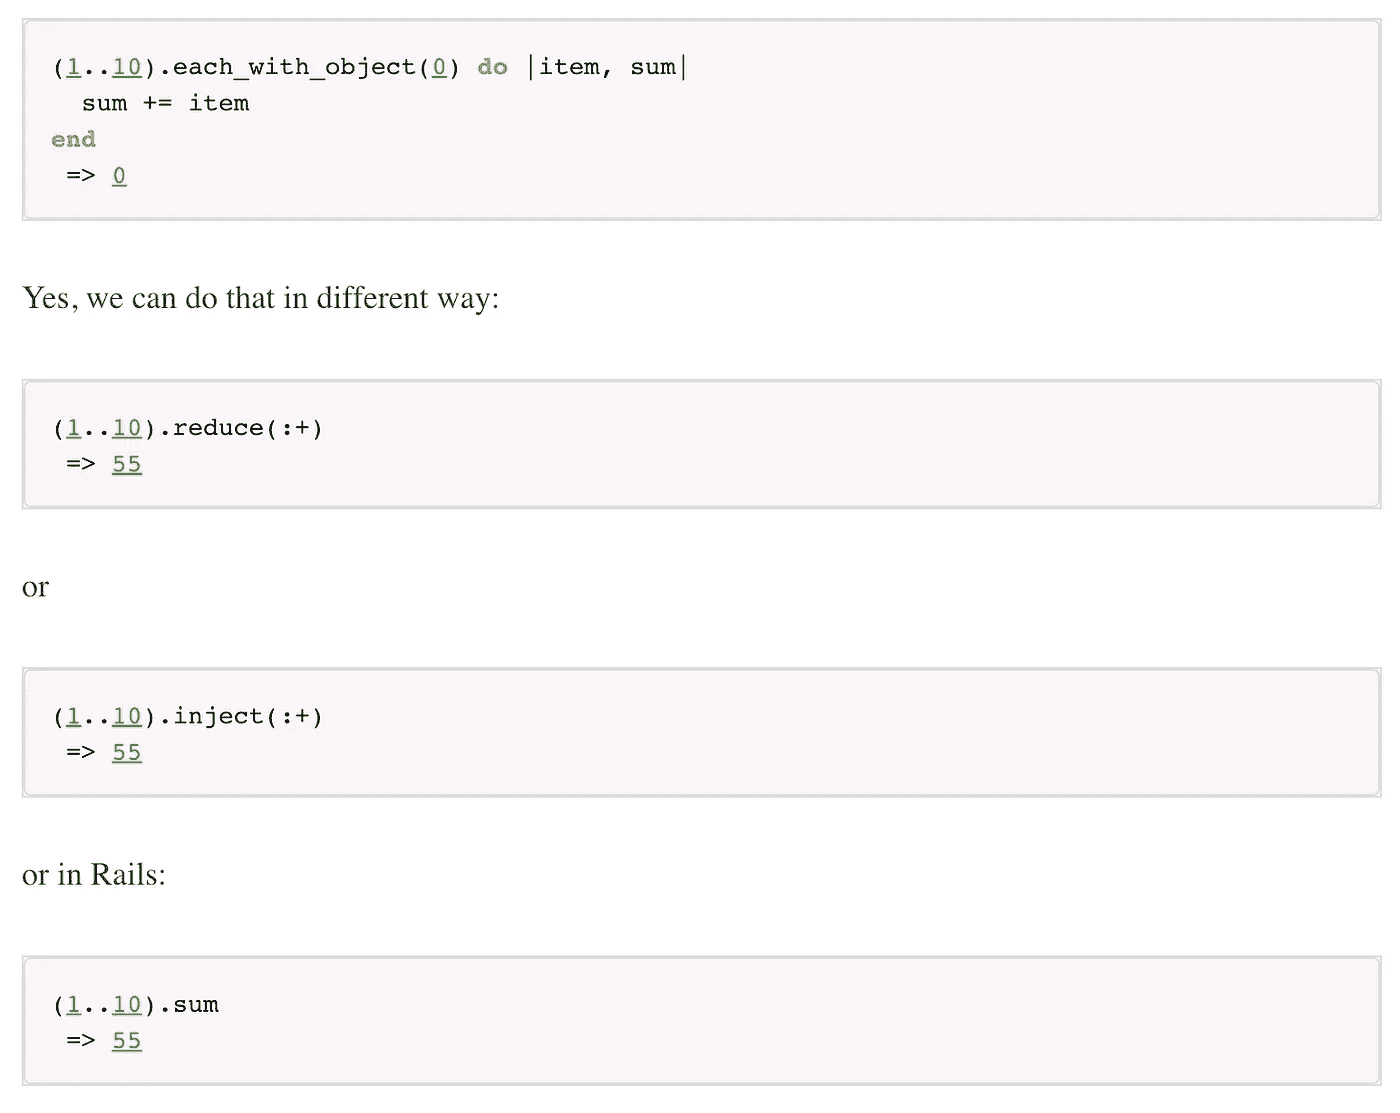 (1..10).each_with_object(0) do |item, sum|
  sum += item
end
 => 0
Yes, we can do that in different way:
(1..10).reduce(:+)
 => 55
or
(1..10).inject(:+)
 => 55
or in Rails:
(1..10).sum
 => 55